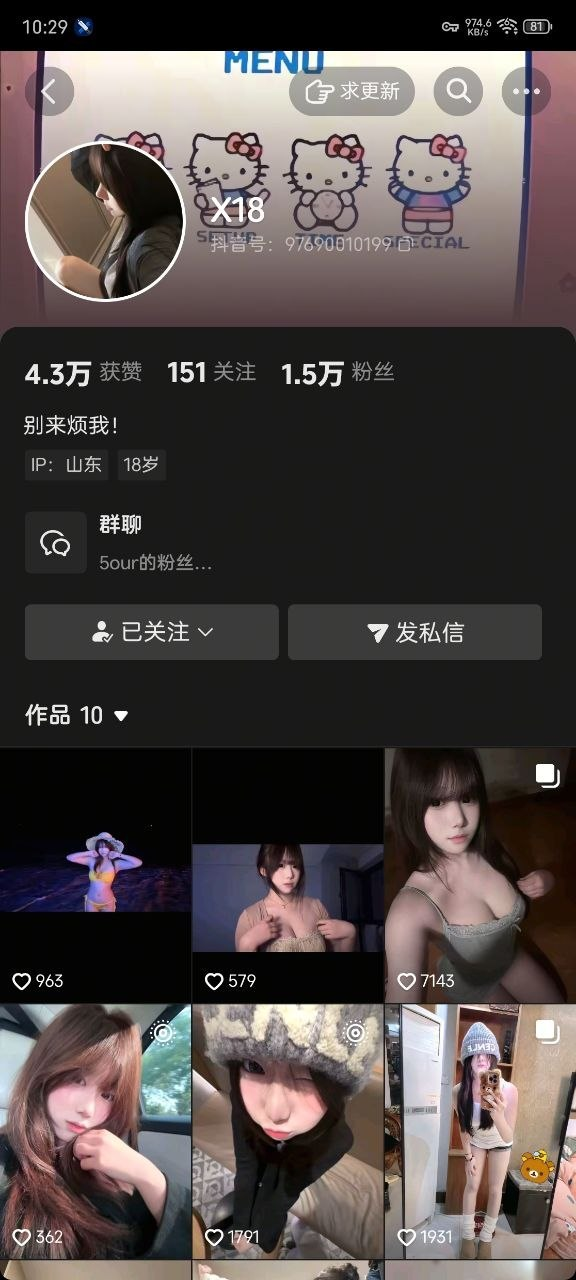 10:29
974.6
KB/s
81
MENU
求更新
X18
抖音号：97690010199
SPECIAL
4.3万 获赞 151 关注 1.5万 粉丝
别来烦我！
IP：山东 18岁
群聊
5our的粉丝...
已关注 发私信
作品 10
963 579 7143
362 1791 1931